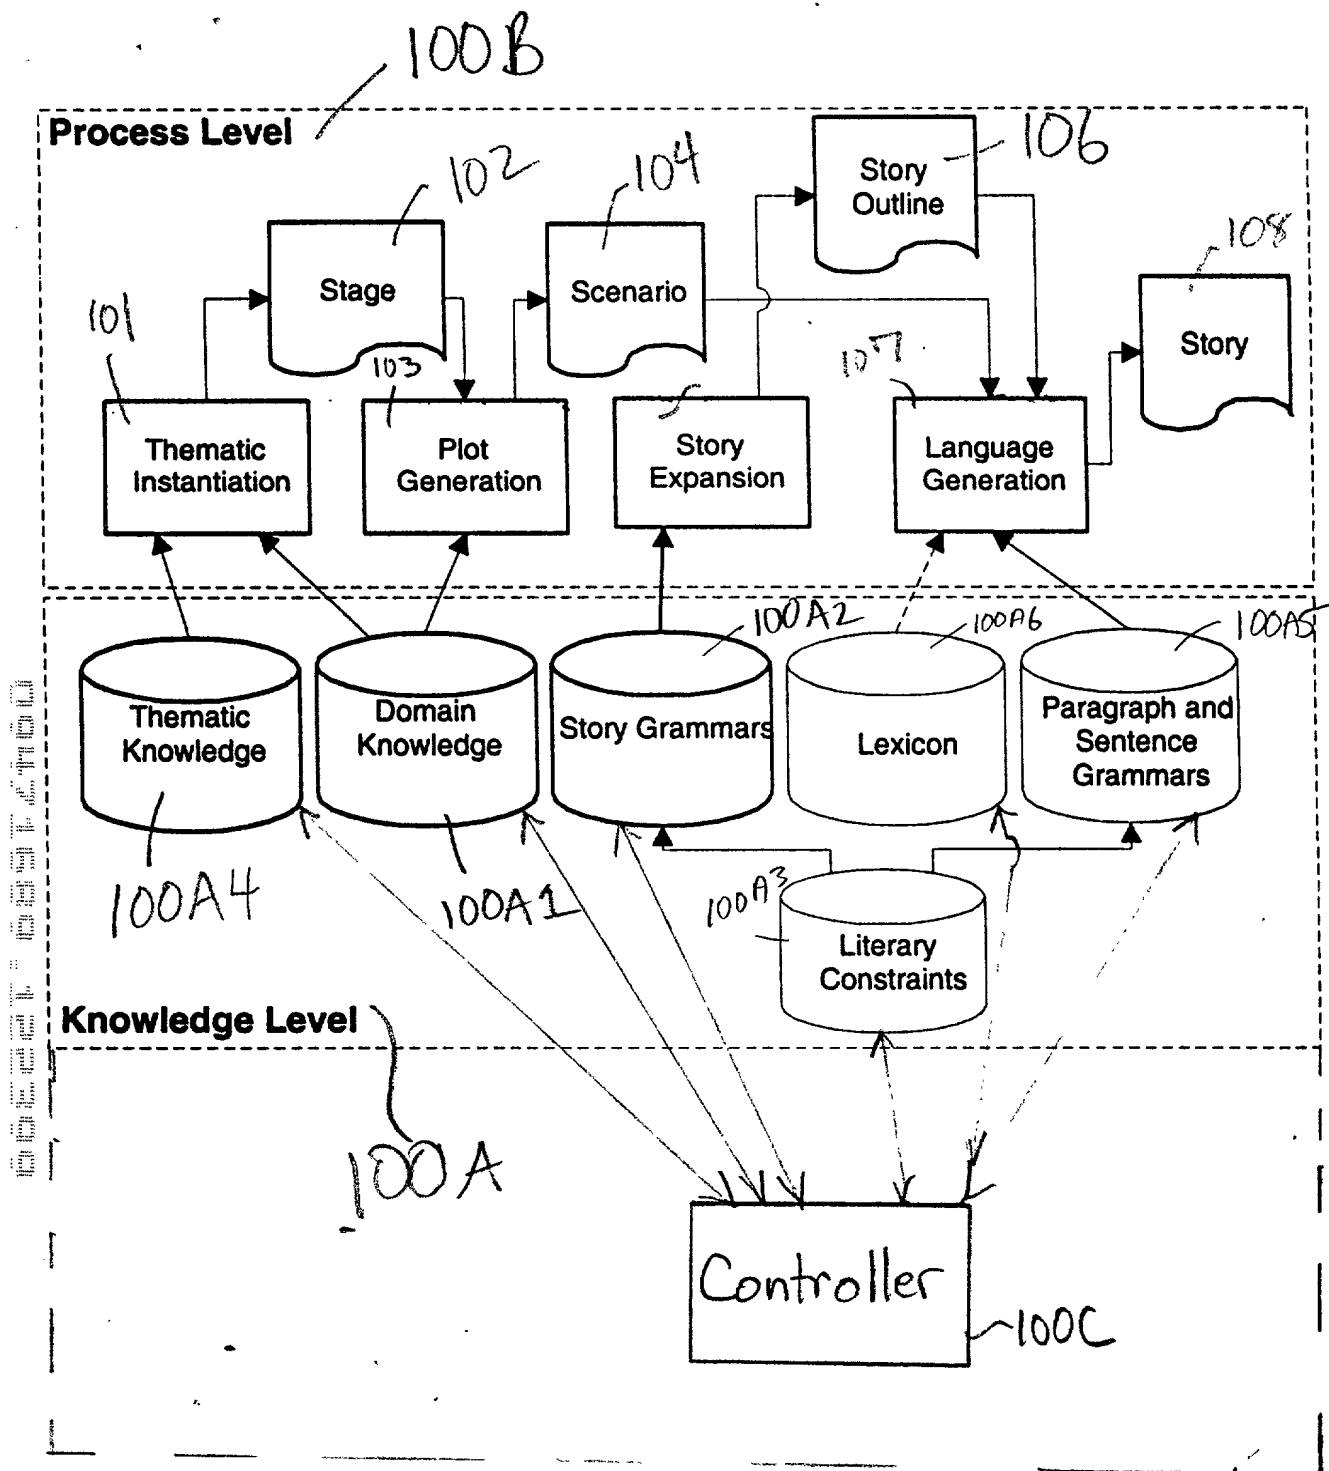 100B
Process Level
102
104
106
Story
Outline
108
Stage
Scenario
101
103
107
Story
Thematic
Instantiation
Plot
Generation
Story
Expansion
Language
Generation
100A2
100A6
100A5
Thematic
Knowledge
Domain
Knowledge
Story Grammars
Lexicon
Paragraph and
Sentence
Grammars
100A4
100A1
100A3
Literary
Constraints
Knowledge Level
100A
Controller
100C